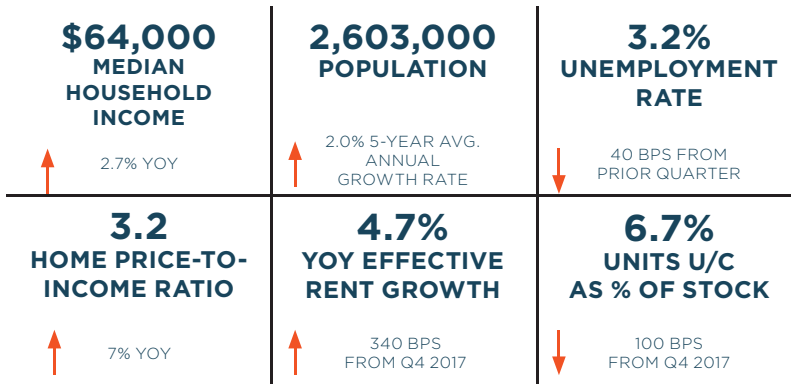 $64,000
MEDIAN
HOUSEHOLD
INCOME
2.7% YOY
2,603,000
POPULATION
2.0% 5-YEAR AVG.
ANNUAL
GROWTH RATE
3.2%
UNEMPLOYMENT
RATE
40 BPS FROM
PRIOR QUARTER
3.2
HOME PRICE-TO-
INCOME RATIO
7% YOY
4.7%
YOY EFFECTIVE
RENT GROWTH
340 BPS
FROM Q4 2017
6.7%
UNITS U/C
AS % OF STOCK
100 BPS
FROM Q4 2017